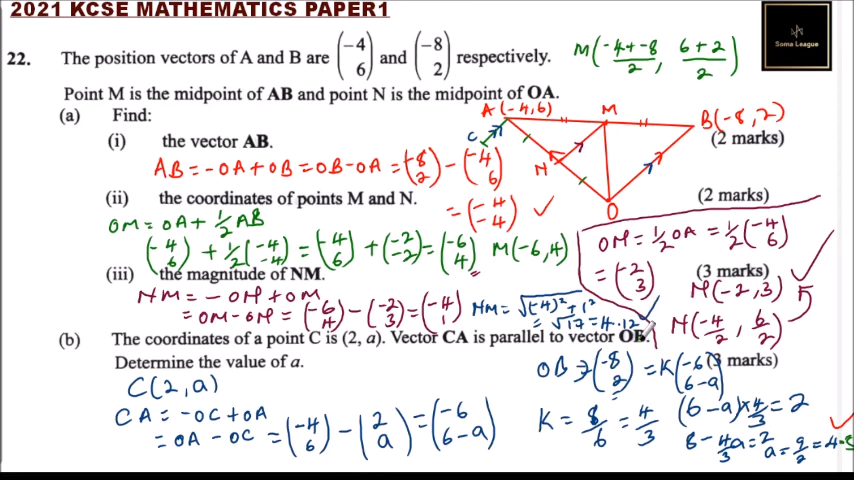 2021 KCSE MATHEMATICS PAPER1
Soma League
22. The position vectors of A and B are (-4 6) and (-8 2) respectively.
M(-4+-8/2, 6+2/2)
Point M is the midpoint of AB and point N is the midpoint of OA.
(a) Find:
A(-4,6) M B(-8,2)
C N O
(i) the vector AB. (2 marks)
AB = -OA + OB = OB - OA = (-8 2) - (-4 6)
= (-4 -4) ✓
(ii) the coordinates of points M and N. (2 marks)
OM = OA + 1/2 AB
(-4 6) + 1/2(-4 -4) = (-4 6) + (-2 -2) = (-6 4) M(-6,4)
OM = 1/2 OA = 1/2(-4 6)
= (-2 3)
N(-2,3)
N(-4/2, 6/2)
(iii) the magnitude of NM. (3 marks)
NM = -ON + OM
= OM - ON = (-6 4) - (-2 3) = (-4 1) NM = √(-4)² + 1²
= √17 = 4.12
(b) The coordinates of a point C is (2, a). Vector CA is parallel to vector OB.
Determine the value of a. (3 marks)
C(2,a)
CA = -OC + OA
= OA - OC = (-4 6) - (2 a) = (-6 6-a)
OB ⇒ (-8 2) = K(-6 6-a)
K = 8/6 = 4/3 (6-a) × 4/3 = 2
8 - 4/3 a = 2
a = 9/2 = 4.5